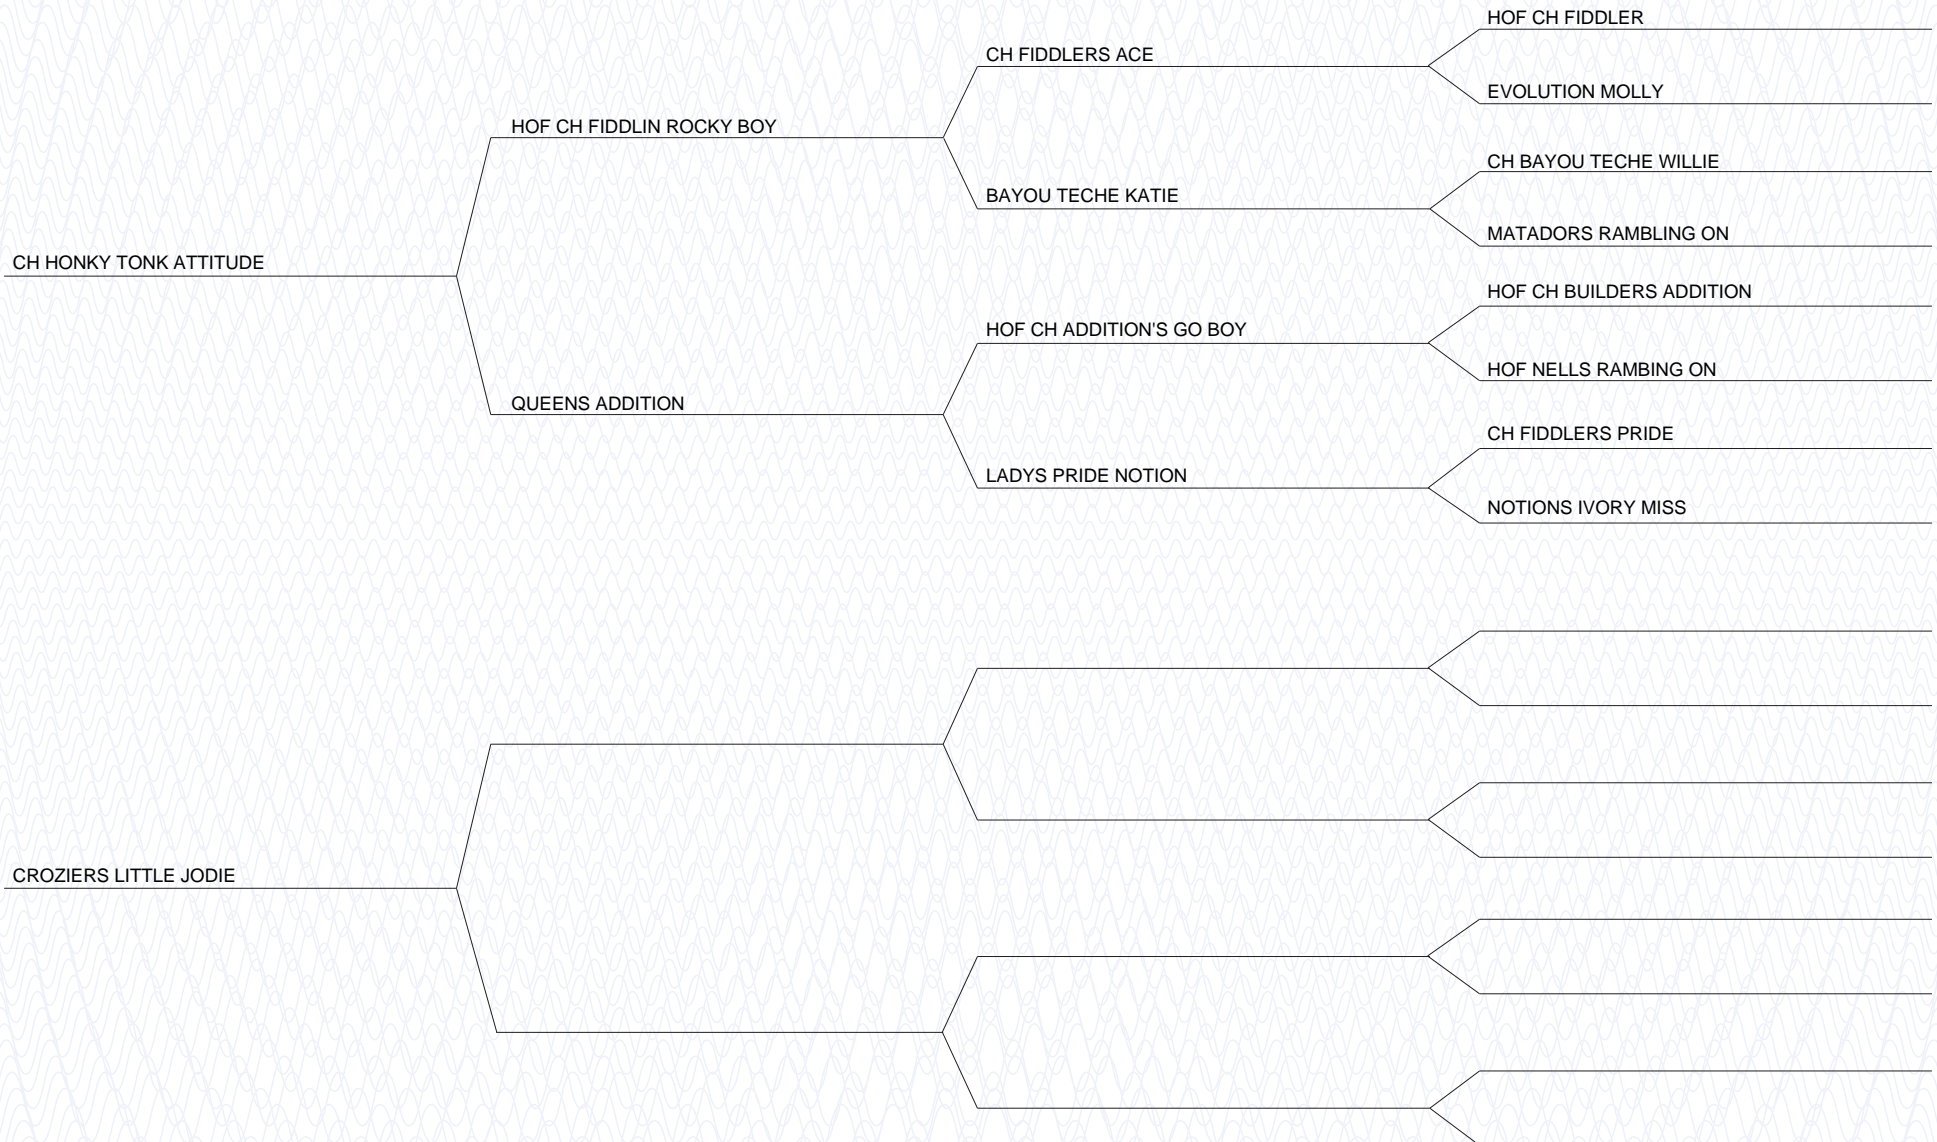 HOF CH FIDDLER
CH FIDDLERS ACE
EVOLUTION MOLLY
HOF CH FIDDLIN ROCKY BOY
CH BAYOU TECHE WILLIE
BAYOU TECHE KATIE
MATADORS RAMBLING ON
CH HONKY TONK ATTITUDE
HOF CH BUILDERS ADDITION
HOF CH ADDITION'S GO BOY
HOF NELLS RAMBING ON
QUEENS ADDITION
CH FIDDLERS PRIDE
LADYS PRIDE NOTION
NOTIONS IVORY MISS
CROZIERS LITTLE JODIE